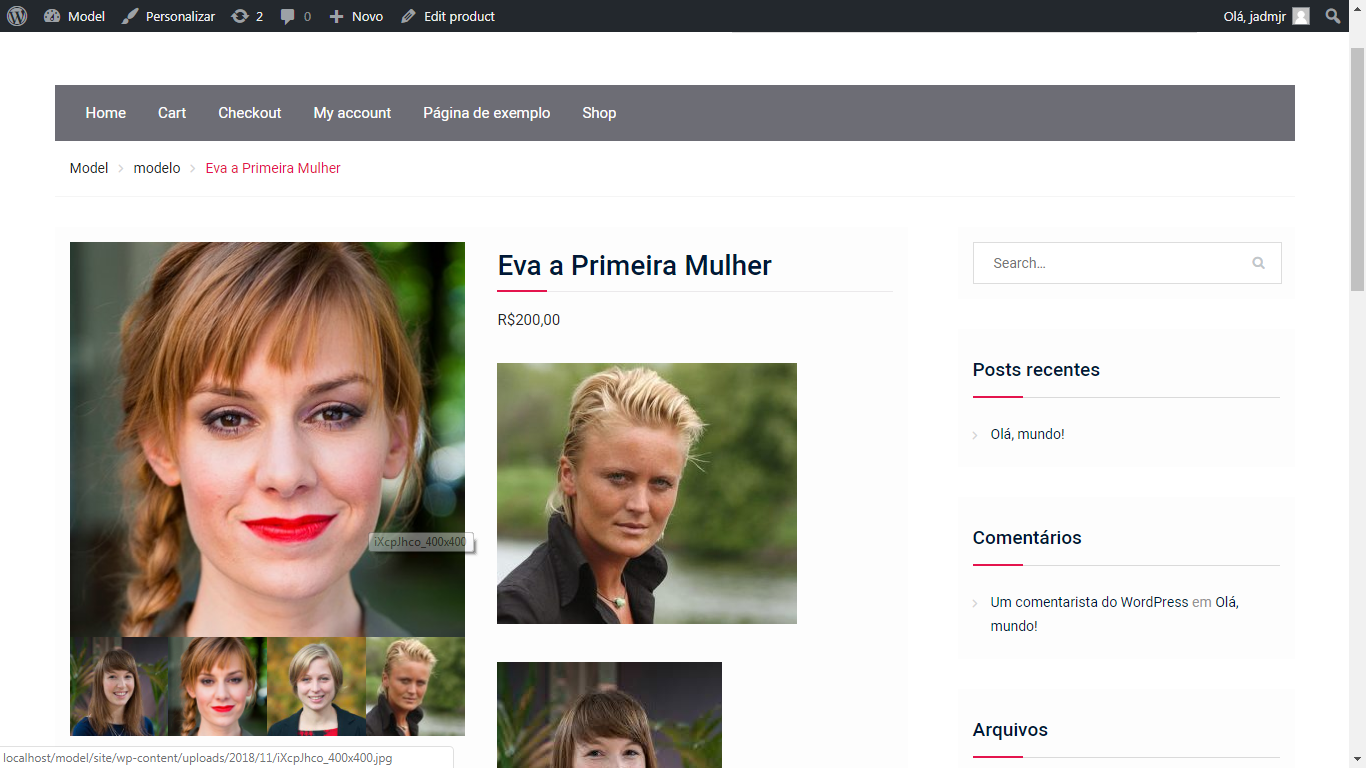 Model Personalizar 2 0 Novo Edit product Olá, jadmjr
Home Cart Checkout My account Página de exemplo Shop
Model modelo Eva a Primeira Mulher
Eva a Primeira Mulher
R$200,00
iXcpJhco_400x400
Search...
Posts recentes
Olá, mundo!
Comentários
Um comentarista do WordPress em Olá,
mundo!
Arquivos
localhost/model/site/wp-content/uploads/2018/11/iXcpJhco_400x400.jpg